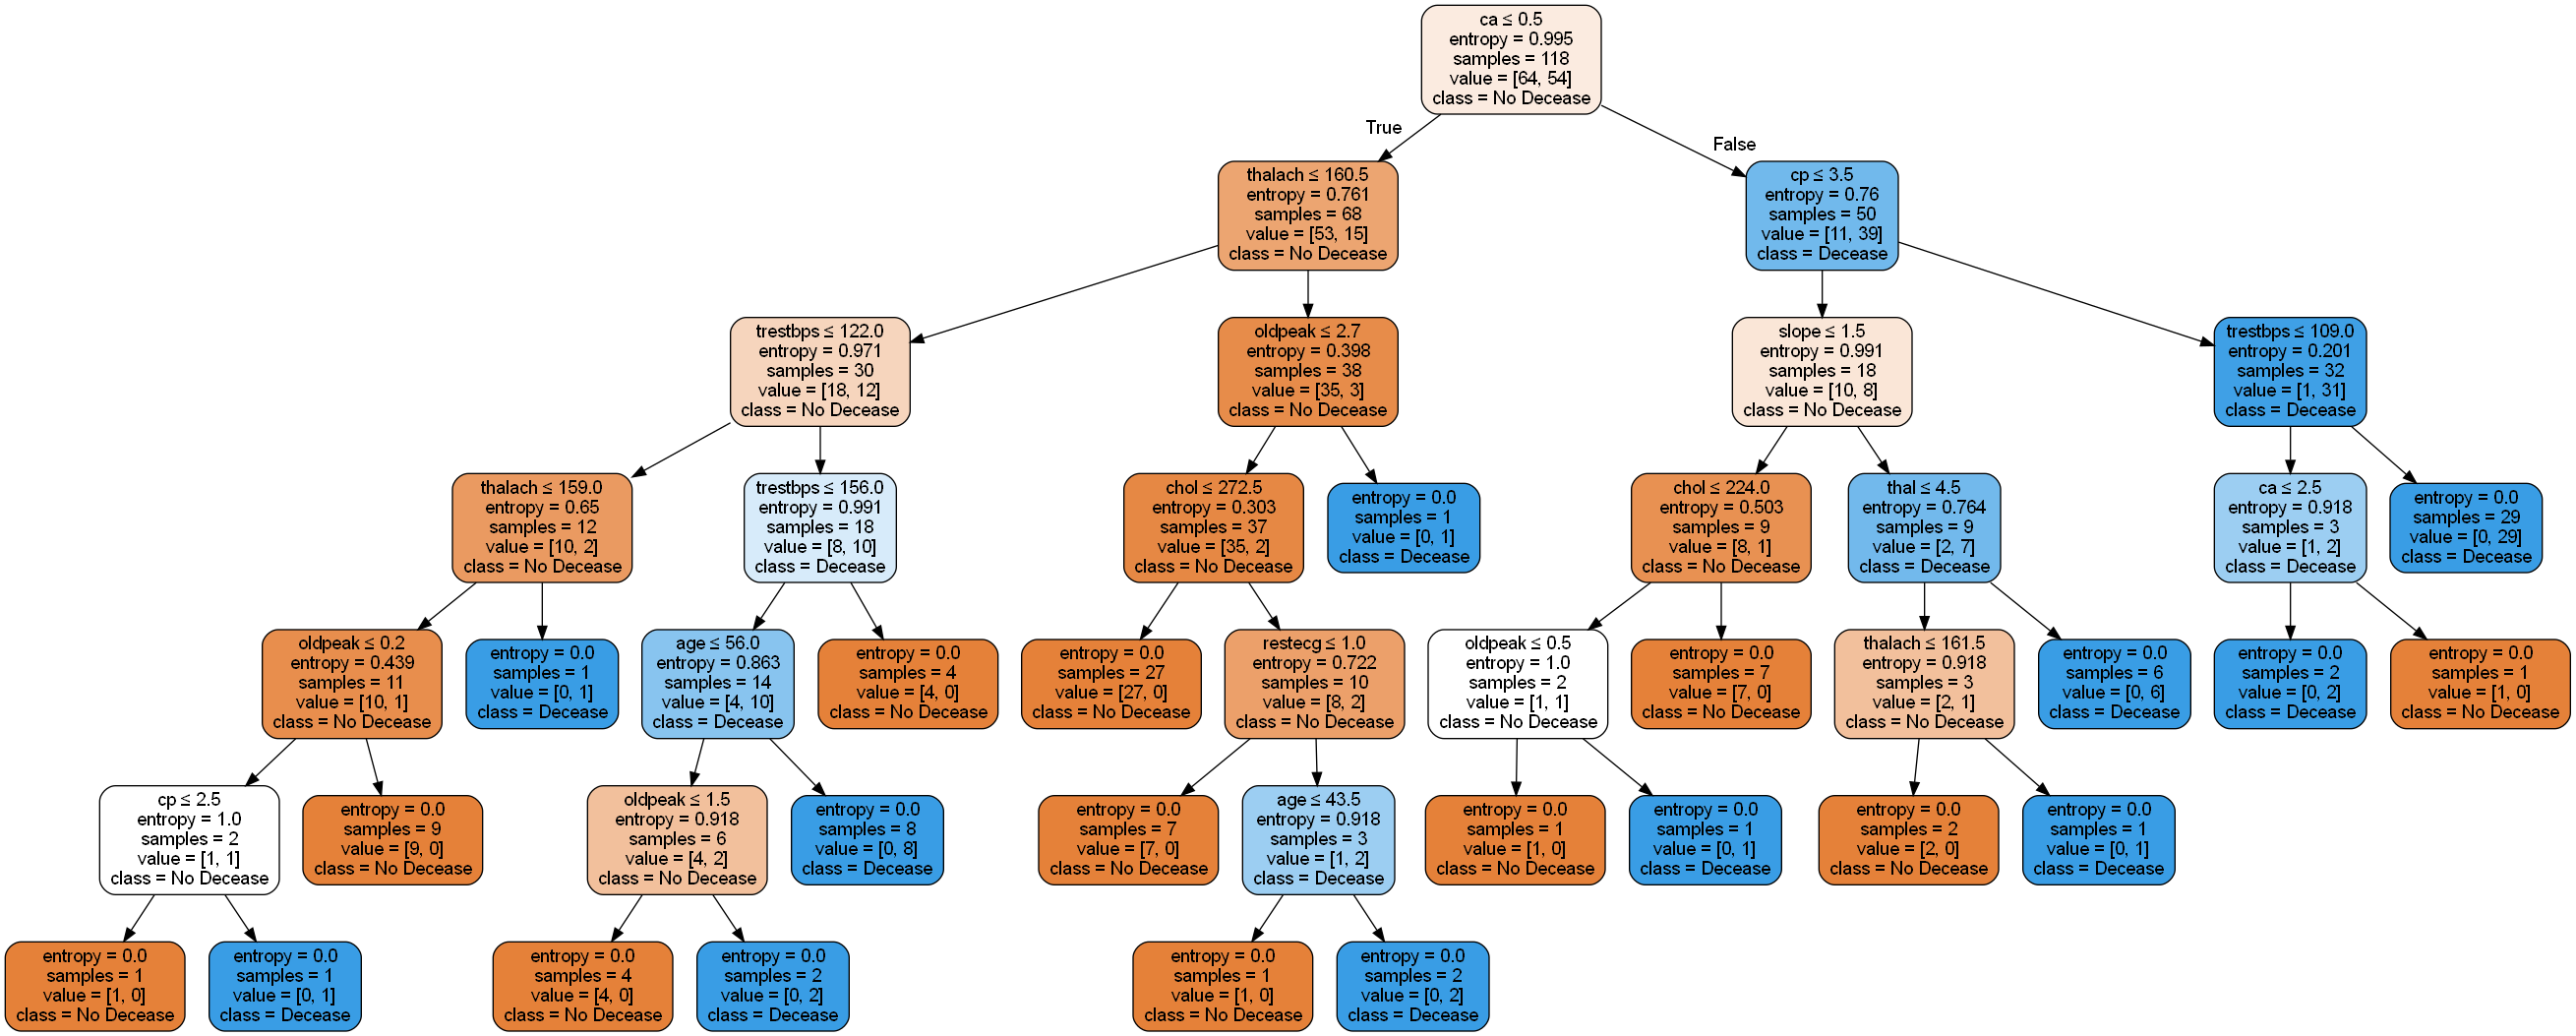 ca ≤ 0.5
entropy = 0.995
samples = 118
value = [64, 54]
class = No Decease
True
False
thalach ≤ 160.5
entropy = 0.761
samples = 68
value = [53, 15]
class = No Decease
cp ≤ 3.5
entropy = 0.76
samples = 50
value = [11, 39]
class = Decease
trestbps ≤ 122.0
entropy = 0.971
samples = 30
value = [18, 12]
class = No Decease
oldpeak ≤ 2.7
entropy = 0.398
samples = 38
value = [35, 3]
class = No Decease
slope ≤ 1.5
entropy = 0.991
samples = 18
value = [10, 8]
class = No Decease
trestbps ≤ 109.0
entropy = 0.201
samples = 32
value = [1, 31]
class = Decease
thalach ≤ 159.0
entropy = 0.65
samples = 12
value = [10, 2]
class = No Decease
trestbps ≤ 156.0
entropy = 0.991
samples = 18
value = [8, 10]
class = Decease
chol ≤ 272.5
entropy = 0.303
samples = 37
value = [35, 2]
class = No Decease
entropy = 0.0
samples = 1
value = [0, 1]
class = Decease
chol ≤ 224.0
entropy = 0.503
samples = 9
value = [8, 1]
class = No Decease
thal ≤ 4.5
entropy = 0.764
samples = 9
value = [2, 7]
class = Decease
ca ≤ 2.5
entropy = 0.918
samples = 3
value = [1, 2]
class = Decease
entropy = 0.0
samples = 29
value = [0, 29]
class = Decease
oldpeak ≤ 0.2
entropy = 0.439
samples = 11
value = [10, 1]
class = No Decease
entropy = 0.0
samples = 1
value = [0, 1]
class = Decease
age ≤ 56.0
entropy = 0.863
samples = 14
value = [4, 10]
class = Decease
entropy = 0.0
samples = 4
value = [4, 0]
class = No Decease
entropy = 0.0
samples = 27
value = [27, 0]
class = No Decease
restecg ≤ 1.0
entropy = 0.722
samples = 10
value = [8, 2]
class = No Decease
oldpeak ≤ 0.5
entropy = 1.0
samples = 2
value = [1, 1]
class = No Decease
entropy = 0.0
samples = 7
value = [7, 0]
class = No Decease
thalach ≤ 161.5
entropy = 0.918
samples = 3
value = [2, 1]
class = No Decease
entropy = 0.0
samples = 6
value = [0, 6]
class = Decease
entropy = 0.0
samples = 2
value = [0, 2]
class = Decease
entropy = 0.0
samples = 1
value = [1, 0]
class = No Decease
cp ≤ 2.5
entropy = 1.0
samples = 2
value = [1, 1]
class = No Decease
entropy = 0.0
samples = 9
value = [9, 0]
class = No Decease
oldpeak ≤ 1.5
entropy = 0.918
samples = 6
value = [4, 2]
class = No Decease
entropy = 0.0
samples = 8
value = [0, 8]
class = Decease
entropy = 0.0
samples = 7
value = [7, 0]
class = No Decease
age ≤ 43.5
entropy = 0.918
samples = 3
value = [1, 2]
class = Decease
entropy = 0.0
samples = 1
value = [1, 0]
class = No Decease
entropy = 0.0
samples = 1
value = [0, 1]
class = Decease
entropy = 0.0
samples = 2
value = [2, 0]
class = No Decease
entropy = 0.0
samples = 1
value = [0, 1]
class = Decease
entropy = 0.0
samples = 1
value = [1, 0]
class = No Decease
entropy = 0.0
samples = 1
value = [0, 1]
class = Decease
entropy = 0.0
samples = 4
value = [4, 0]
class = No Decease
entropy = 0.0
samples = 2
value = [0, 2]
class = Decease
entropy = 0.0
samples = 1
value = [1, 0]
class = No Decease
entropy = 0.0
samples = 2
value = [0, 2]
class = Decease